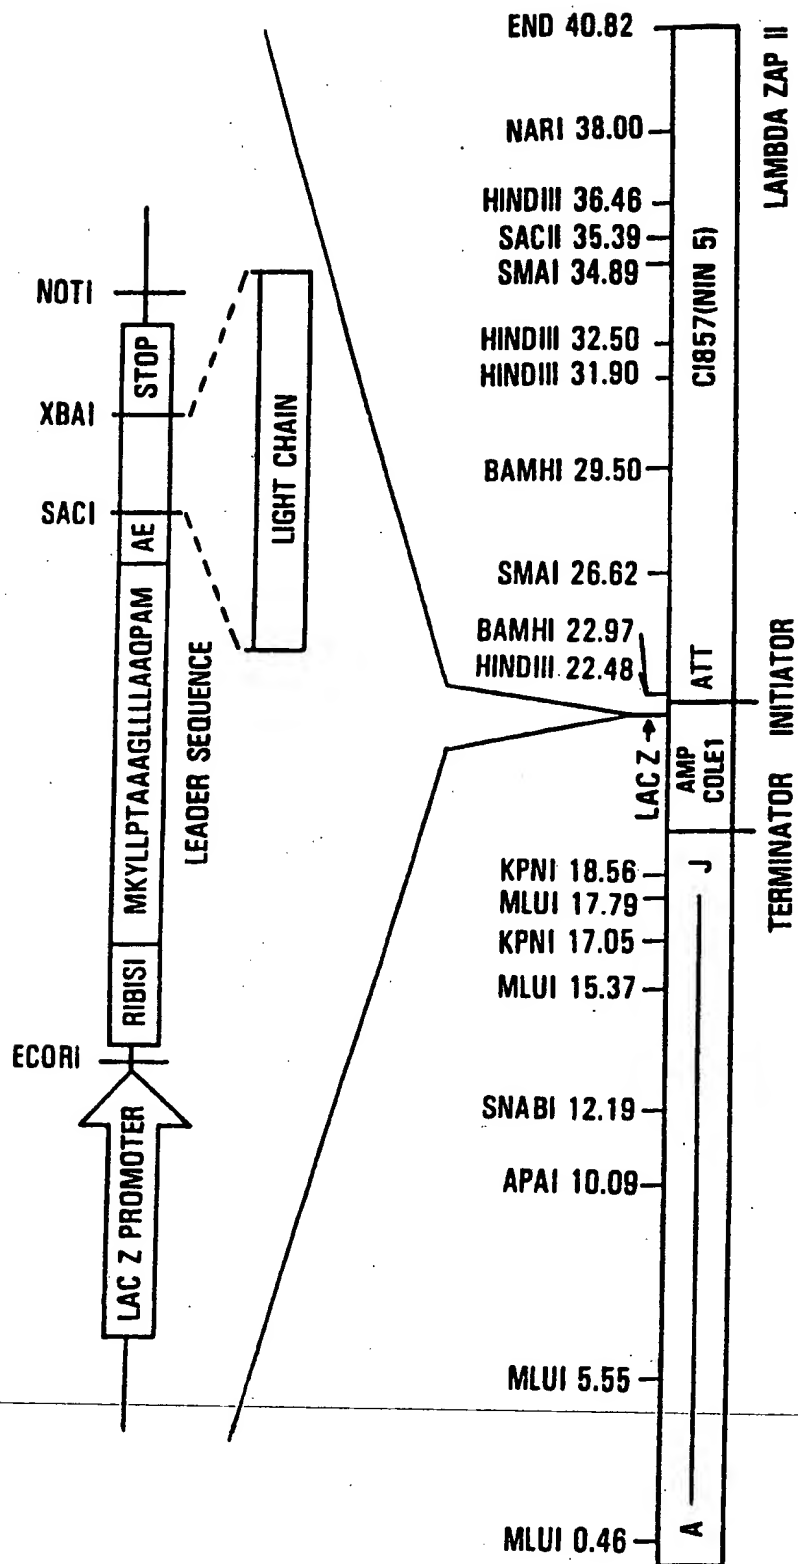 NOTI
XBAI
SACI
ECORI
STOP
AE
MKYLLPTAAAGLLLLAAQPAM
RIBISI
LAC Z PROMOTER
LEADER SEQUENCE
LIGHT CHAIN
END 40.82
NARI 38.00
HINDIII 36.46
SACII 35.39
SMAI 34.89
HINDIII 32.50
HINDIII 31.90
BAMHI 29.50
SMAI 26.62
BAMHI 22.97
HINDIII 22.48
LAC Z
KPNI 18.56
MLUI 17.79
KPNI 17.05
MLUI 15.37
SNABI 12.19
APAI 10.09
MLUI 5.55
MLUI 0.46
CI857(NIN 5)
ATT
AMP
COLE1
J
A
LAMBDA ZAP II
INITIATOR
TERMINATOR